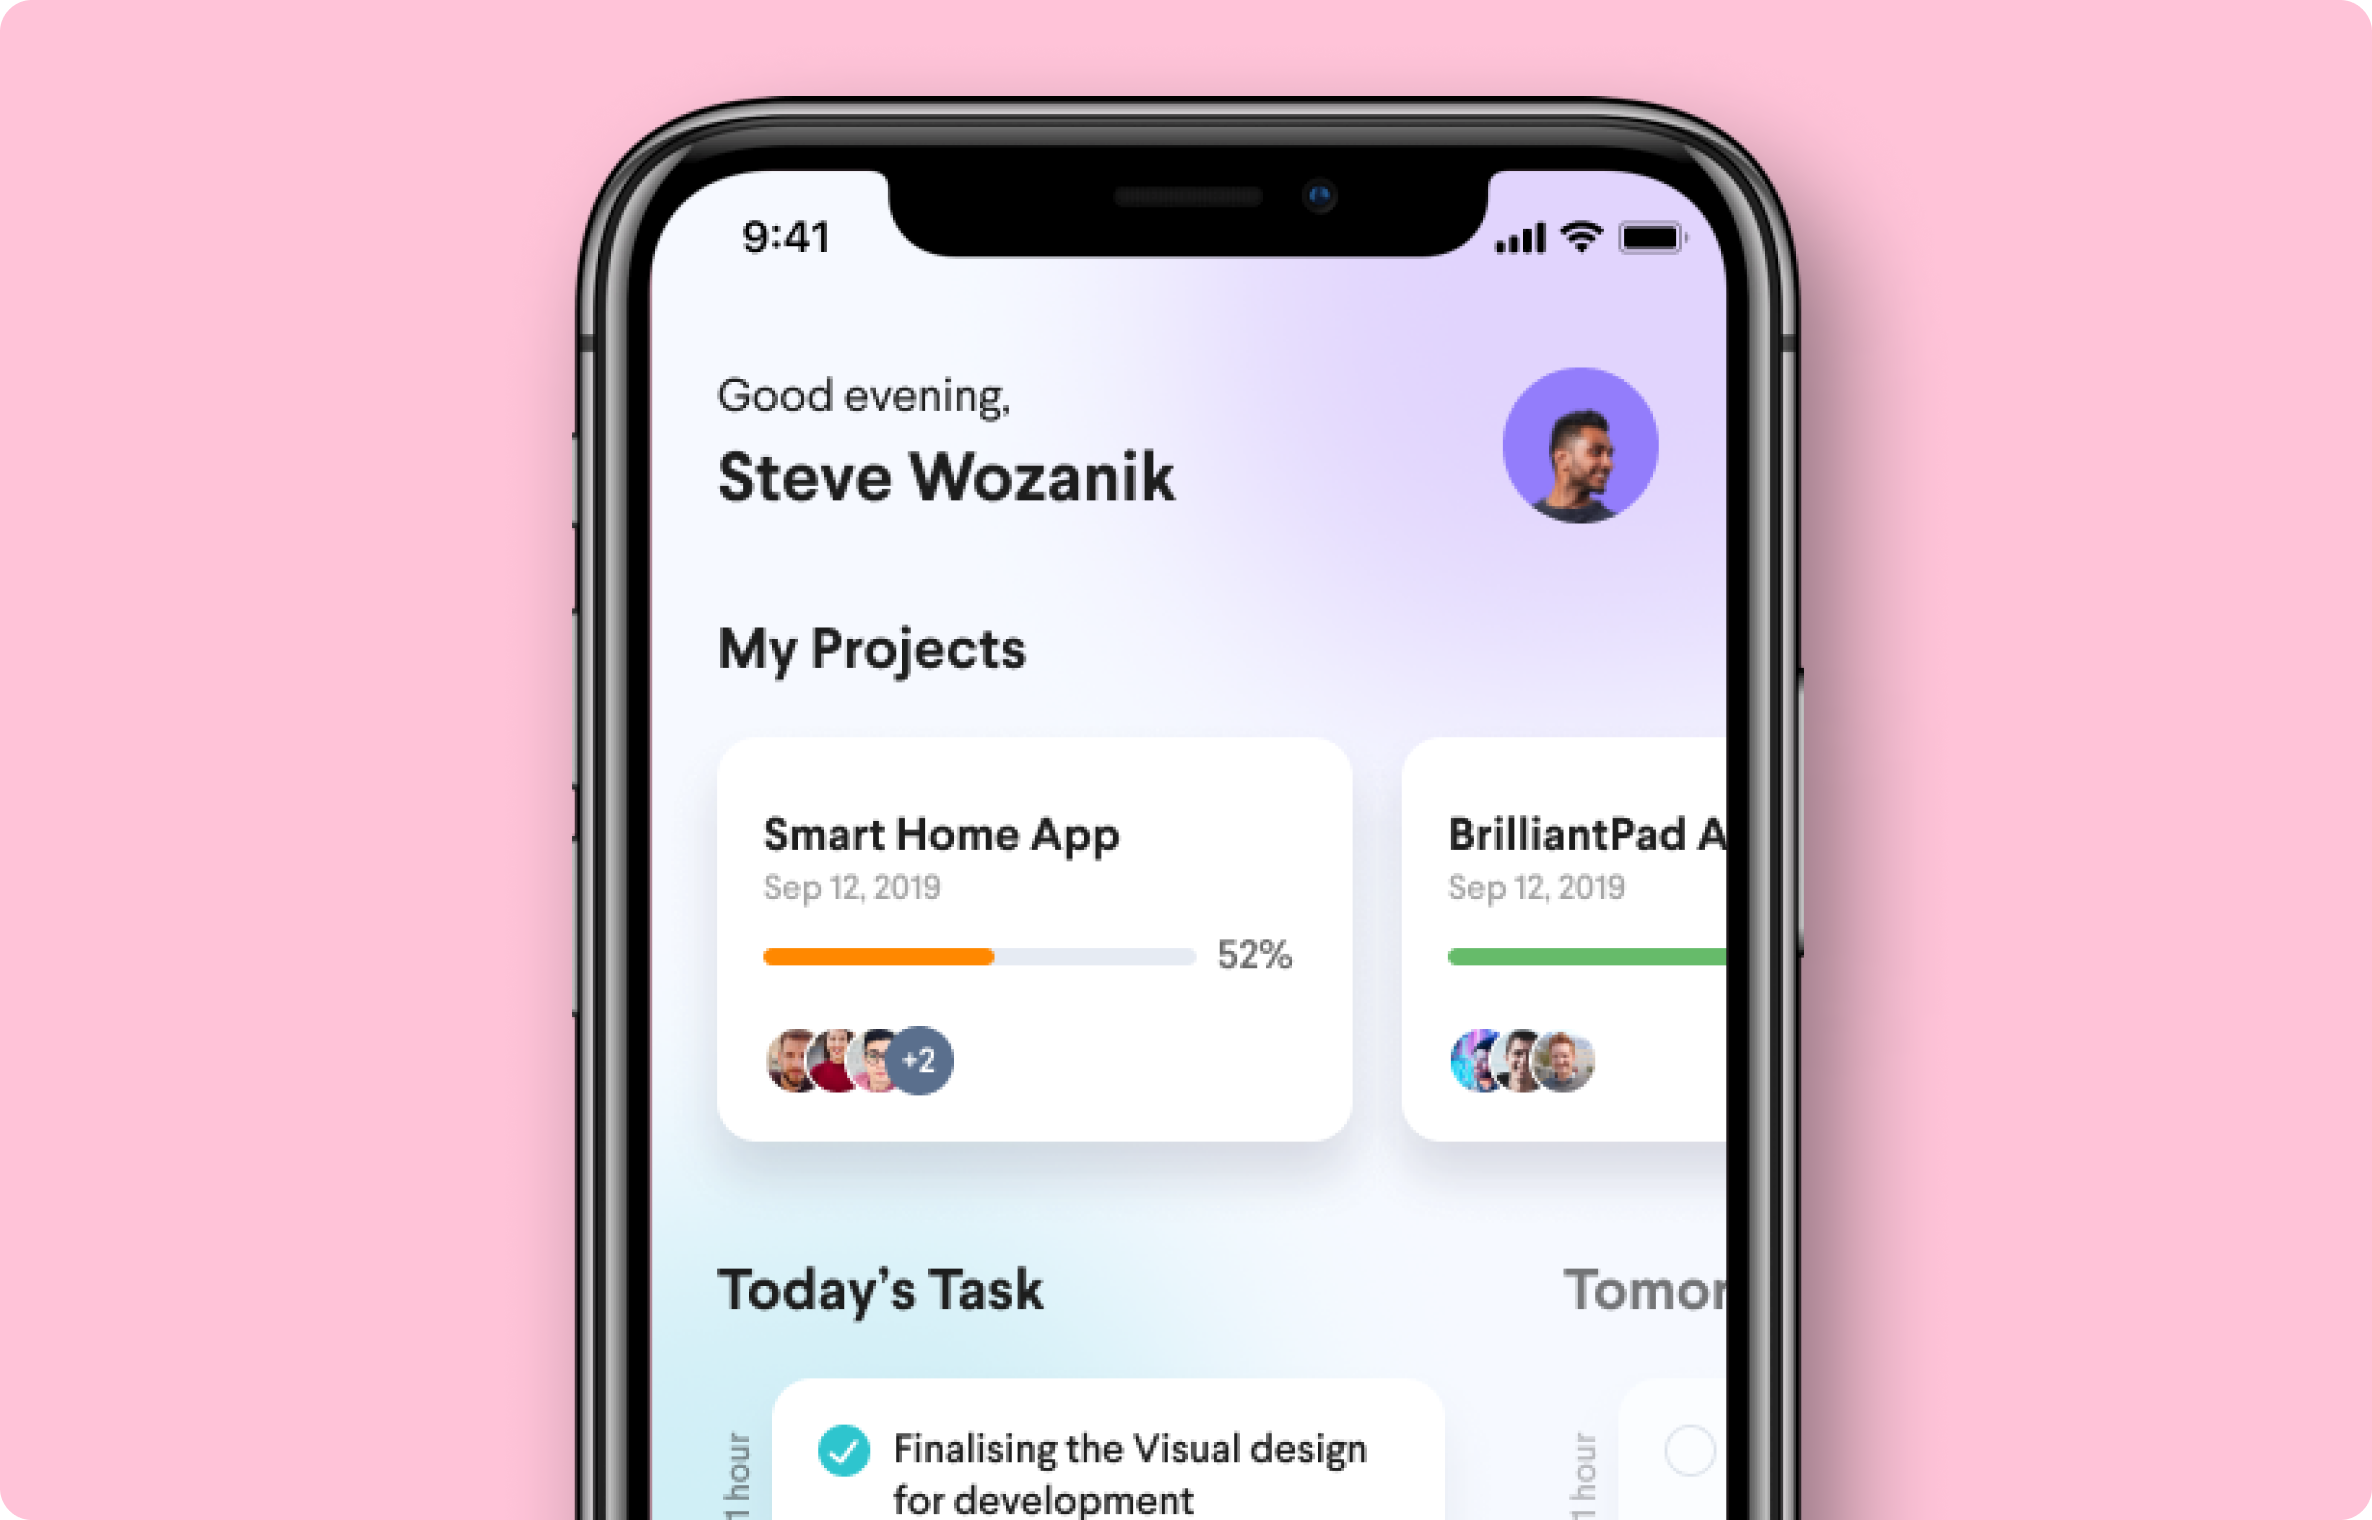 9:41
Good evening,
Steve Wozanik
My Projects
Smart Home App
Sep 12, 2019
52%
+2
BrilliantPad A
Sep 12, 2019
Today’s Task
Tomor
1 hour
Finalising the Visual design
for development
1 hour